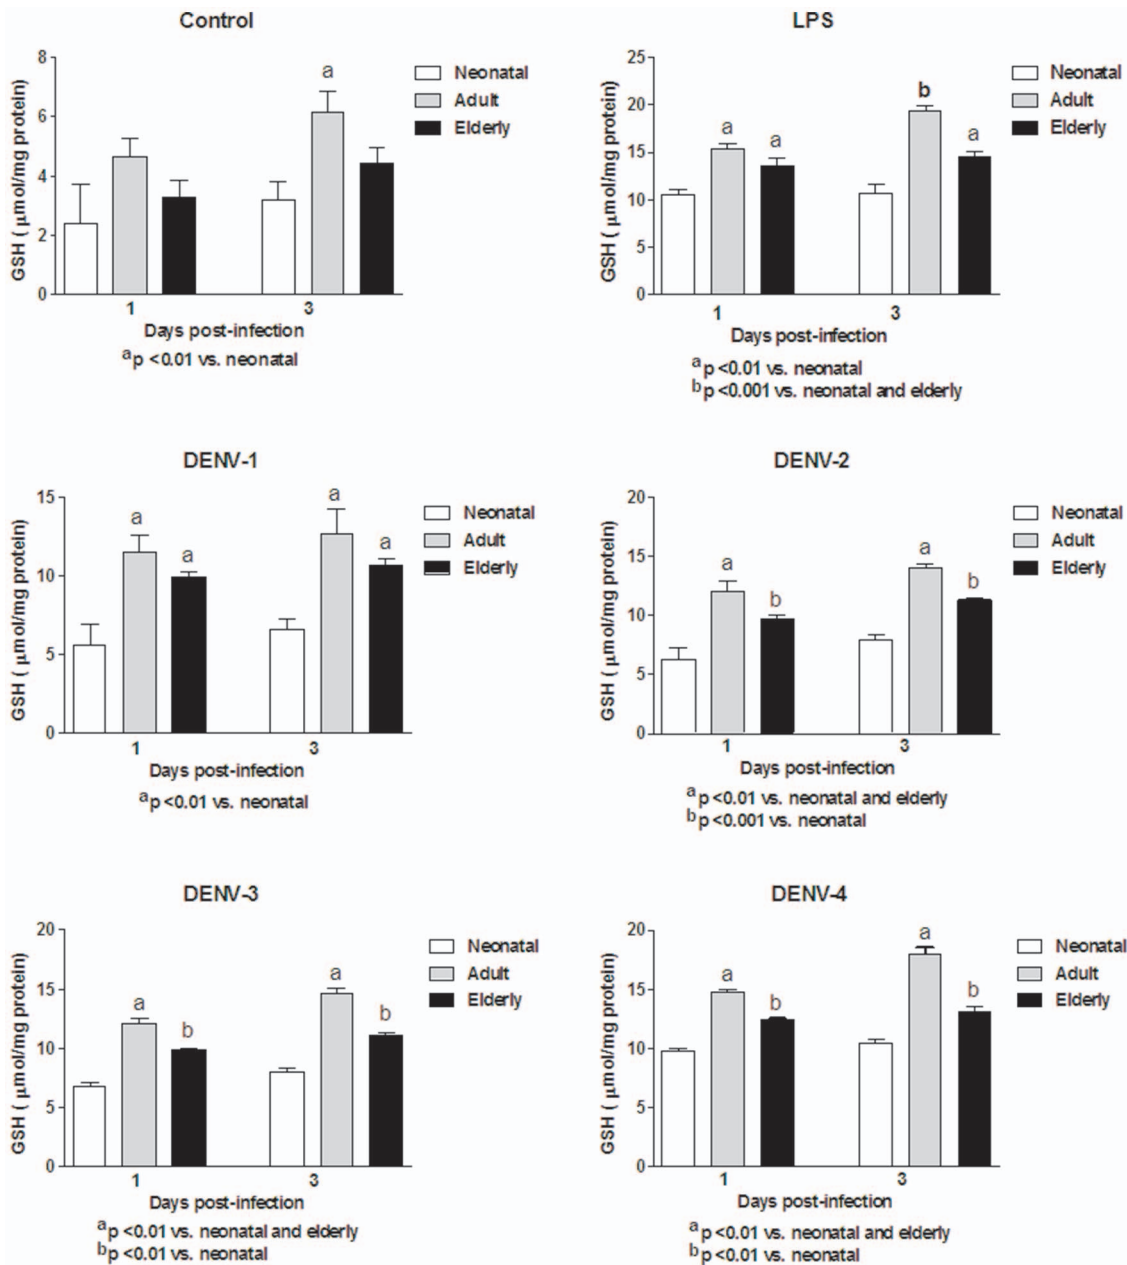 Control
8
6
4
2
0
GSH ( μmol/mg protein)
a
Neonatal
Adult
Elderly
1
3
Days post-infection
ap <0.01 vs. neonatal
LPS
25
20
15
10
5
0
GSH ( μmol/mg protein)
a
a
b
a
Neonatal
Adult
Elderly
1
3
Days post-infection
ap <0.01 vs. neonatal
bp <0.001 vs. neonatal and elderly
DENV-1
15
10
5
0
GSH ( μmol/mg protein)
a
a
a
a
Neonatal
Adult
Elderly
1
3
Days post-infection
ap <0.01 vs. neonatal
DENV-2
20
15
10
5
0
GSH ( μmol/mg protein)
a
b
a
b
Neonatal
Adult
Elderly
1
3
Days post-infection
ap <0.01 vs. neonatal and elderly
bp <0.001 vs. neonatal
DENV-3
20
15
10
5
0
GSH ( μmol/mg protein)
a
b
a
b
Neonatal
Adult
Elderly
1
3
Days post-infection
ap <0.01 vs. neonatal and elderly
bp <0.01 vs. neonatal
DENV-4
20
15
10
5
0
GSH ( μmol/mg protein)
a
b
a
b
Neonatal
Adult
Elderly
1
3
Days post-infection
ap <0.01 vs. neonatal and elderly
bp <0.01 vs. neonatal